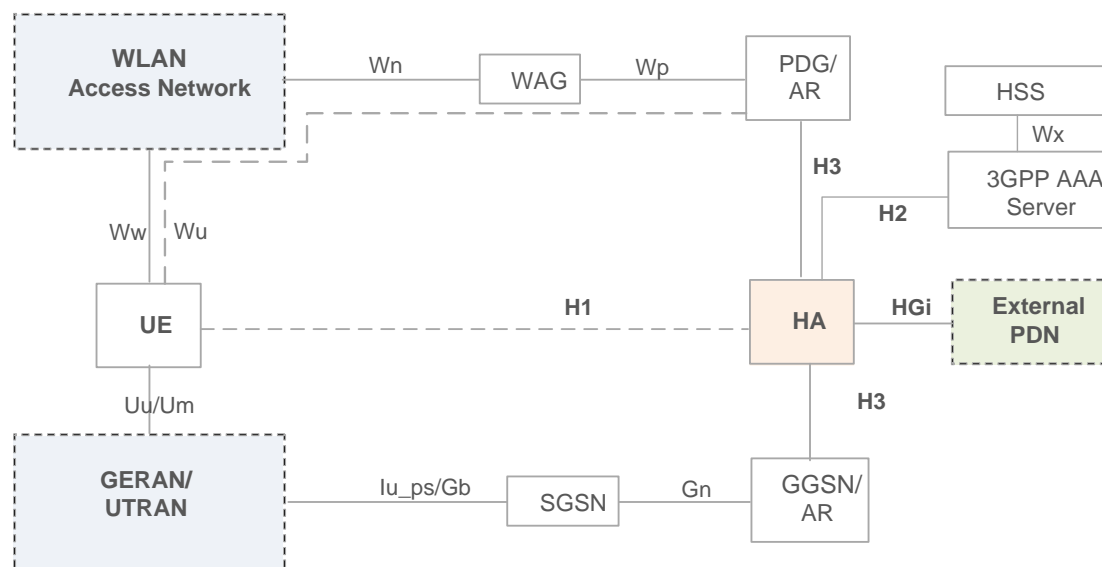 WLAN
Access Network
Wn
WAG
Wp
PDG/
AR
HSS
Wx
3GPP AAA
Server
H3
H2
Ww
Wu
UE
H1
HA
HGi
External
PDN
Uu/Um
H3
GERAN/
UTRAN
Iu_ps/Gb
SGSN
Gn
GGSN/
AR